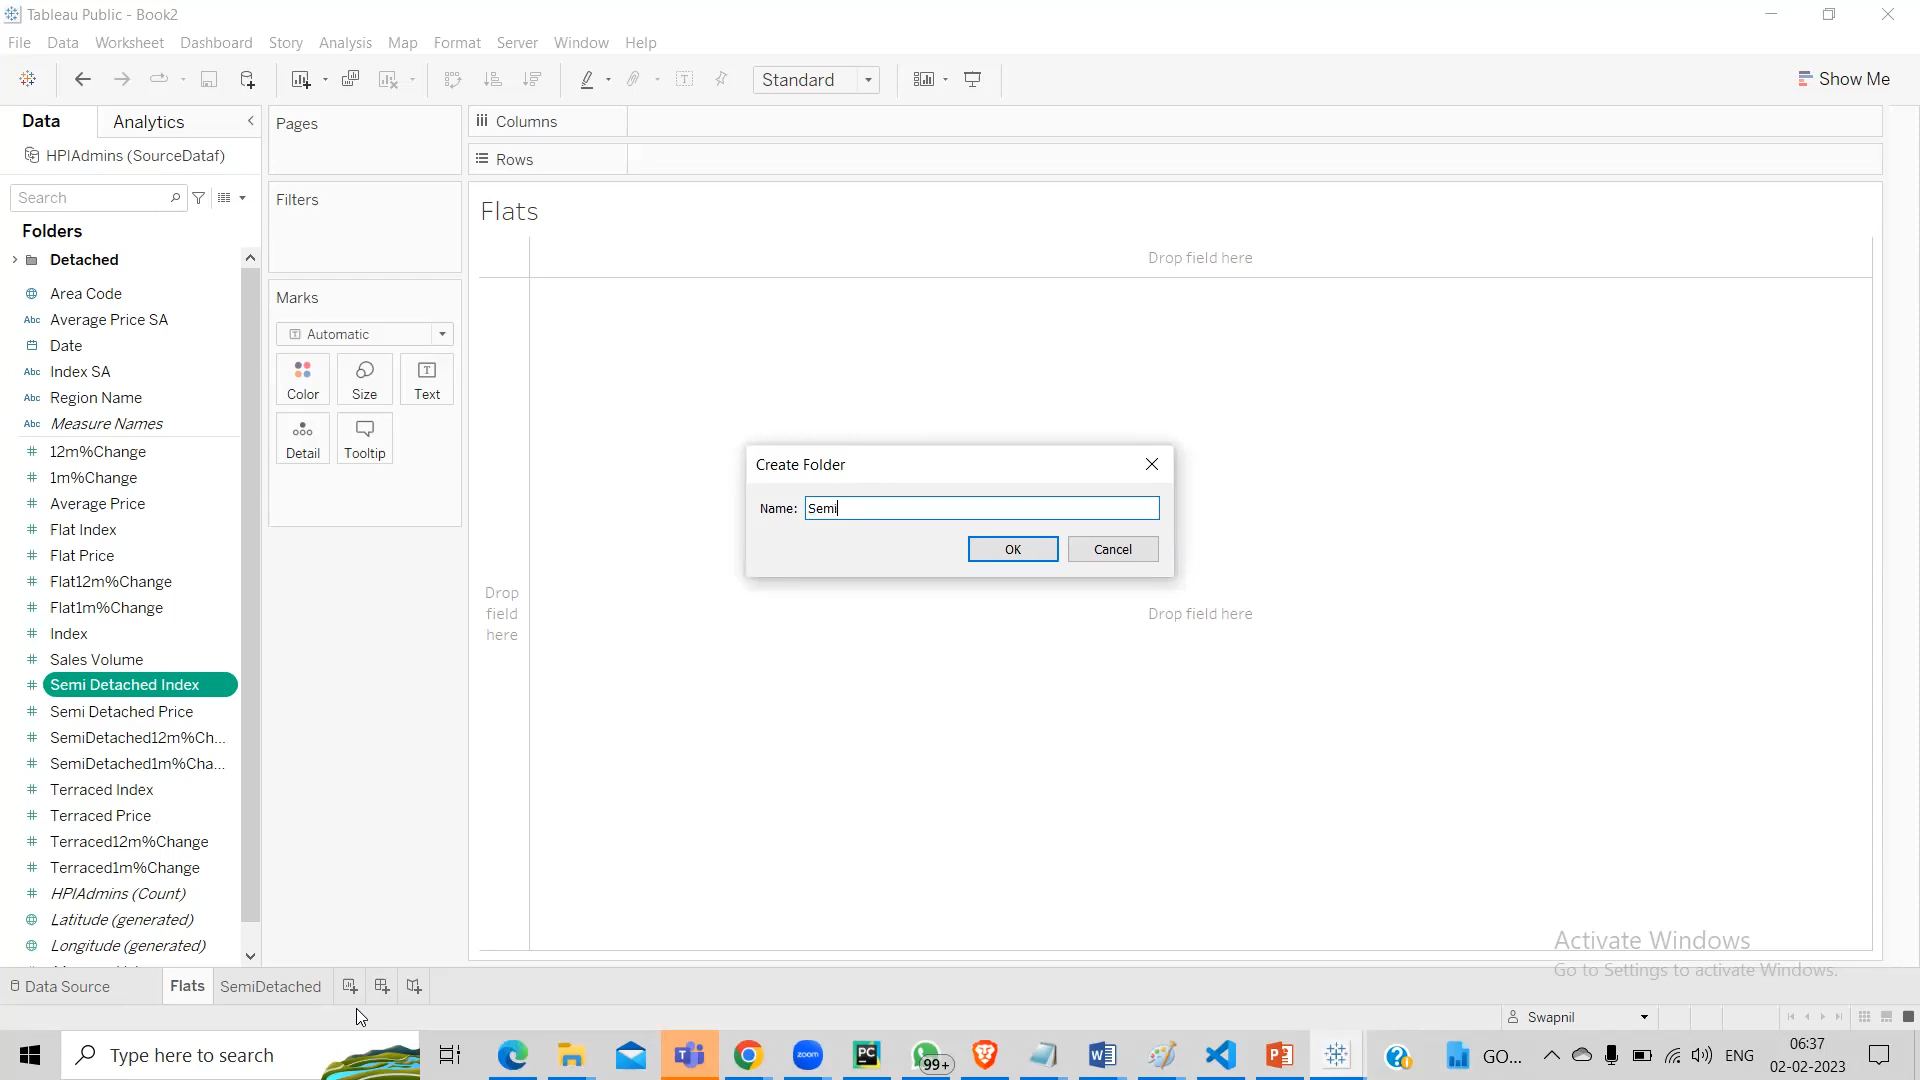 Tableau Public - Book2
File Data Worksheet Dashboard Story Analysis Map Format Server Window Help
Standard
Show Me
Data
Analytics
HPIAdmins (SourceDataf)
Search
Folders
Detached
Area Code
Abc Average Price SA
Date
Abc Index SA
Abc Region Name
Abc Measure Names
12m%Change
1m%Change
Average Price
Flat Index
Flat Price
Flat12m%Change
Flat1m%Change
Index
Sales Volume
Semi Detached Index
Semi Detached Price
SemiDetached12m%Ch...
SemiDetached1m%Cha...
Terraced Index
Terraced Price
Terraced12m%Change
Terraced1m%Change
HPIAdmins (Count)
Latitude (generated)
Longitude (generated)
Pages
Filters
Marks
Automatic
Color
Size
Text
Detail
Tooltip
Columns
Rows
Flats
Drop field here
Drop
field
here
Drop field here
Create Folder
Name: Semi
OK
Cancel
Activate Windows
Go to Settings to activate Windows.
Data Source
Flats
SemiDetached
Swapnil
Type here to search
zoom
PC
99+
GO...
ENG
06:37
02-02-2023